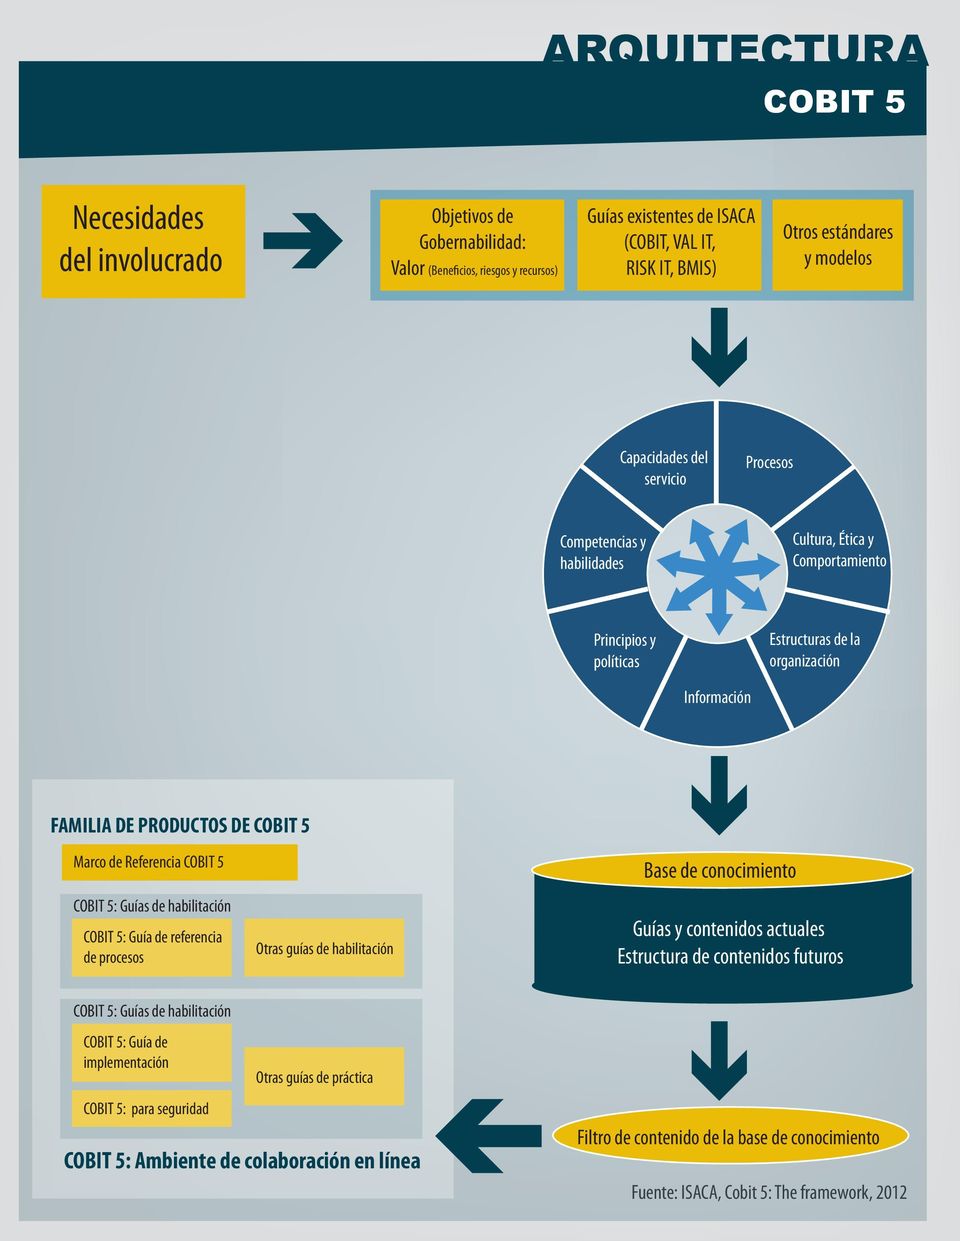 ARQUITECTURA
COBIT 5
Necesidades
del involucrado
Objetivos de
Gobernabilidad:
Valor (Beneficios, riesgos y recursos)
Guías existentes de ISACA
(COBIT, VAL IT,
RISK IT, BMIS)
Otros estándares
y modelos
Capacidades del
servicio
Procesos
Competencias y
habilidades
Cultura, Ética y
Comportamiento
Principios y
políticas
Estructuras de la
organización
Información
Base de conocimiento
Guías y contenidos actuales
Estructura de contenidos futuros
Filtro de contenido de la base de conocimiento
FAMILIA DE PRODUCTOS DE COBIT 5
Marco de Referencia COBIT 5
COBIT 5: Guías de habilitación
COBIT 5: Guía de referencia
de procesos
Otras guías de habilitación
COBIT 5: Guías de habilitación
COBIT 5: Guía de
implementación
Otras guías de práctica
COBIT 5: para seguridad
COBIT 5: Ambiente de colaboración en línea
Fuente: ISACA, Cobit 5: The framework, 2012